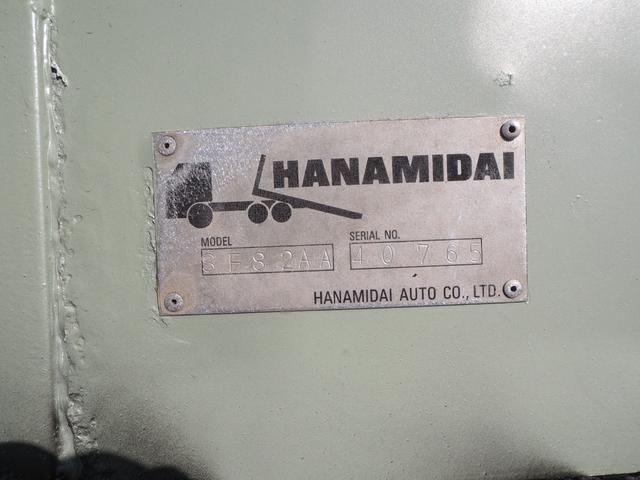 HANAMIDAI
MODEL SERIAL NO.
SF82AA 40765
HANAMIDAI AUTO CO., LTD.